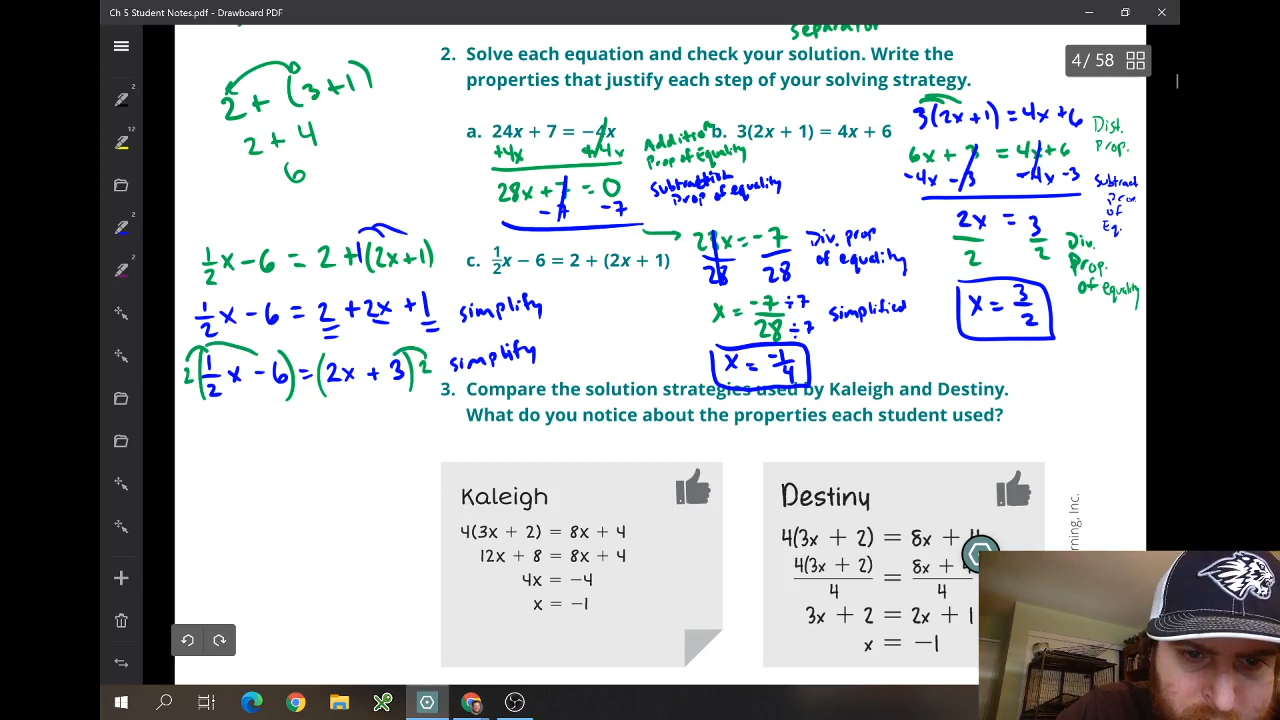 Ch 5 Student Notes.pdf - Drawboard PDF
separator
4 / 58
2. Solve each equation and check your solution. Write the
properties that justify each step of your solving strategy.
2 + (3 + 1)
2 + 4
6
a. 24x + 7 = −4x
+4x +4x
Addition
Prop of Equality
28x + 7 = 0
− 7 − 7
Subtraction
Prop of equality
28x = −7
28 28
Div. prop
of equality
x = −7 ÷7
28 ÷7
simplified
x = −1/4
b. 3(2x + 1) = 4x + 6
3(2x+1) = 4x+6
Dist.
Prop.
6x + 3 = 4x + 6
−4x −3 −4x −3
Subtract
Prop
of
Eq.
2x = 3
2 2
Div.
Prop.
of equality
x = 3/2
c. 1/2x − 6 = 2 + (2x + 1)
1/2x − 6 = 2 + 1(2x + 1)
1/2x − 6 = 2 + 2x + 1 simplify
2(1/2x − 6) = (2x + 3)2 simplify
3. Compare the solution strategies used by Kaleigh and Destiny.
What do you notice about the properties each student used?
Kaleigh
4(3x + 2) = 8x + 4
12x + 8 = 8x + 4
4x = −4
x = −1
Destiny
4(3x + 2) = 8x +
4(3x + 2) = 8x +
4 4
3x + 2 = 2x + 1
x = −1
rning, Inc.
2
12
2
2